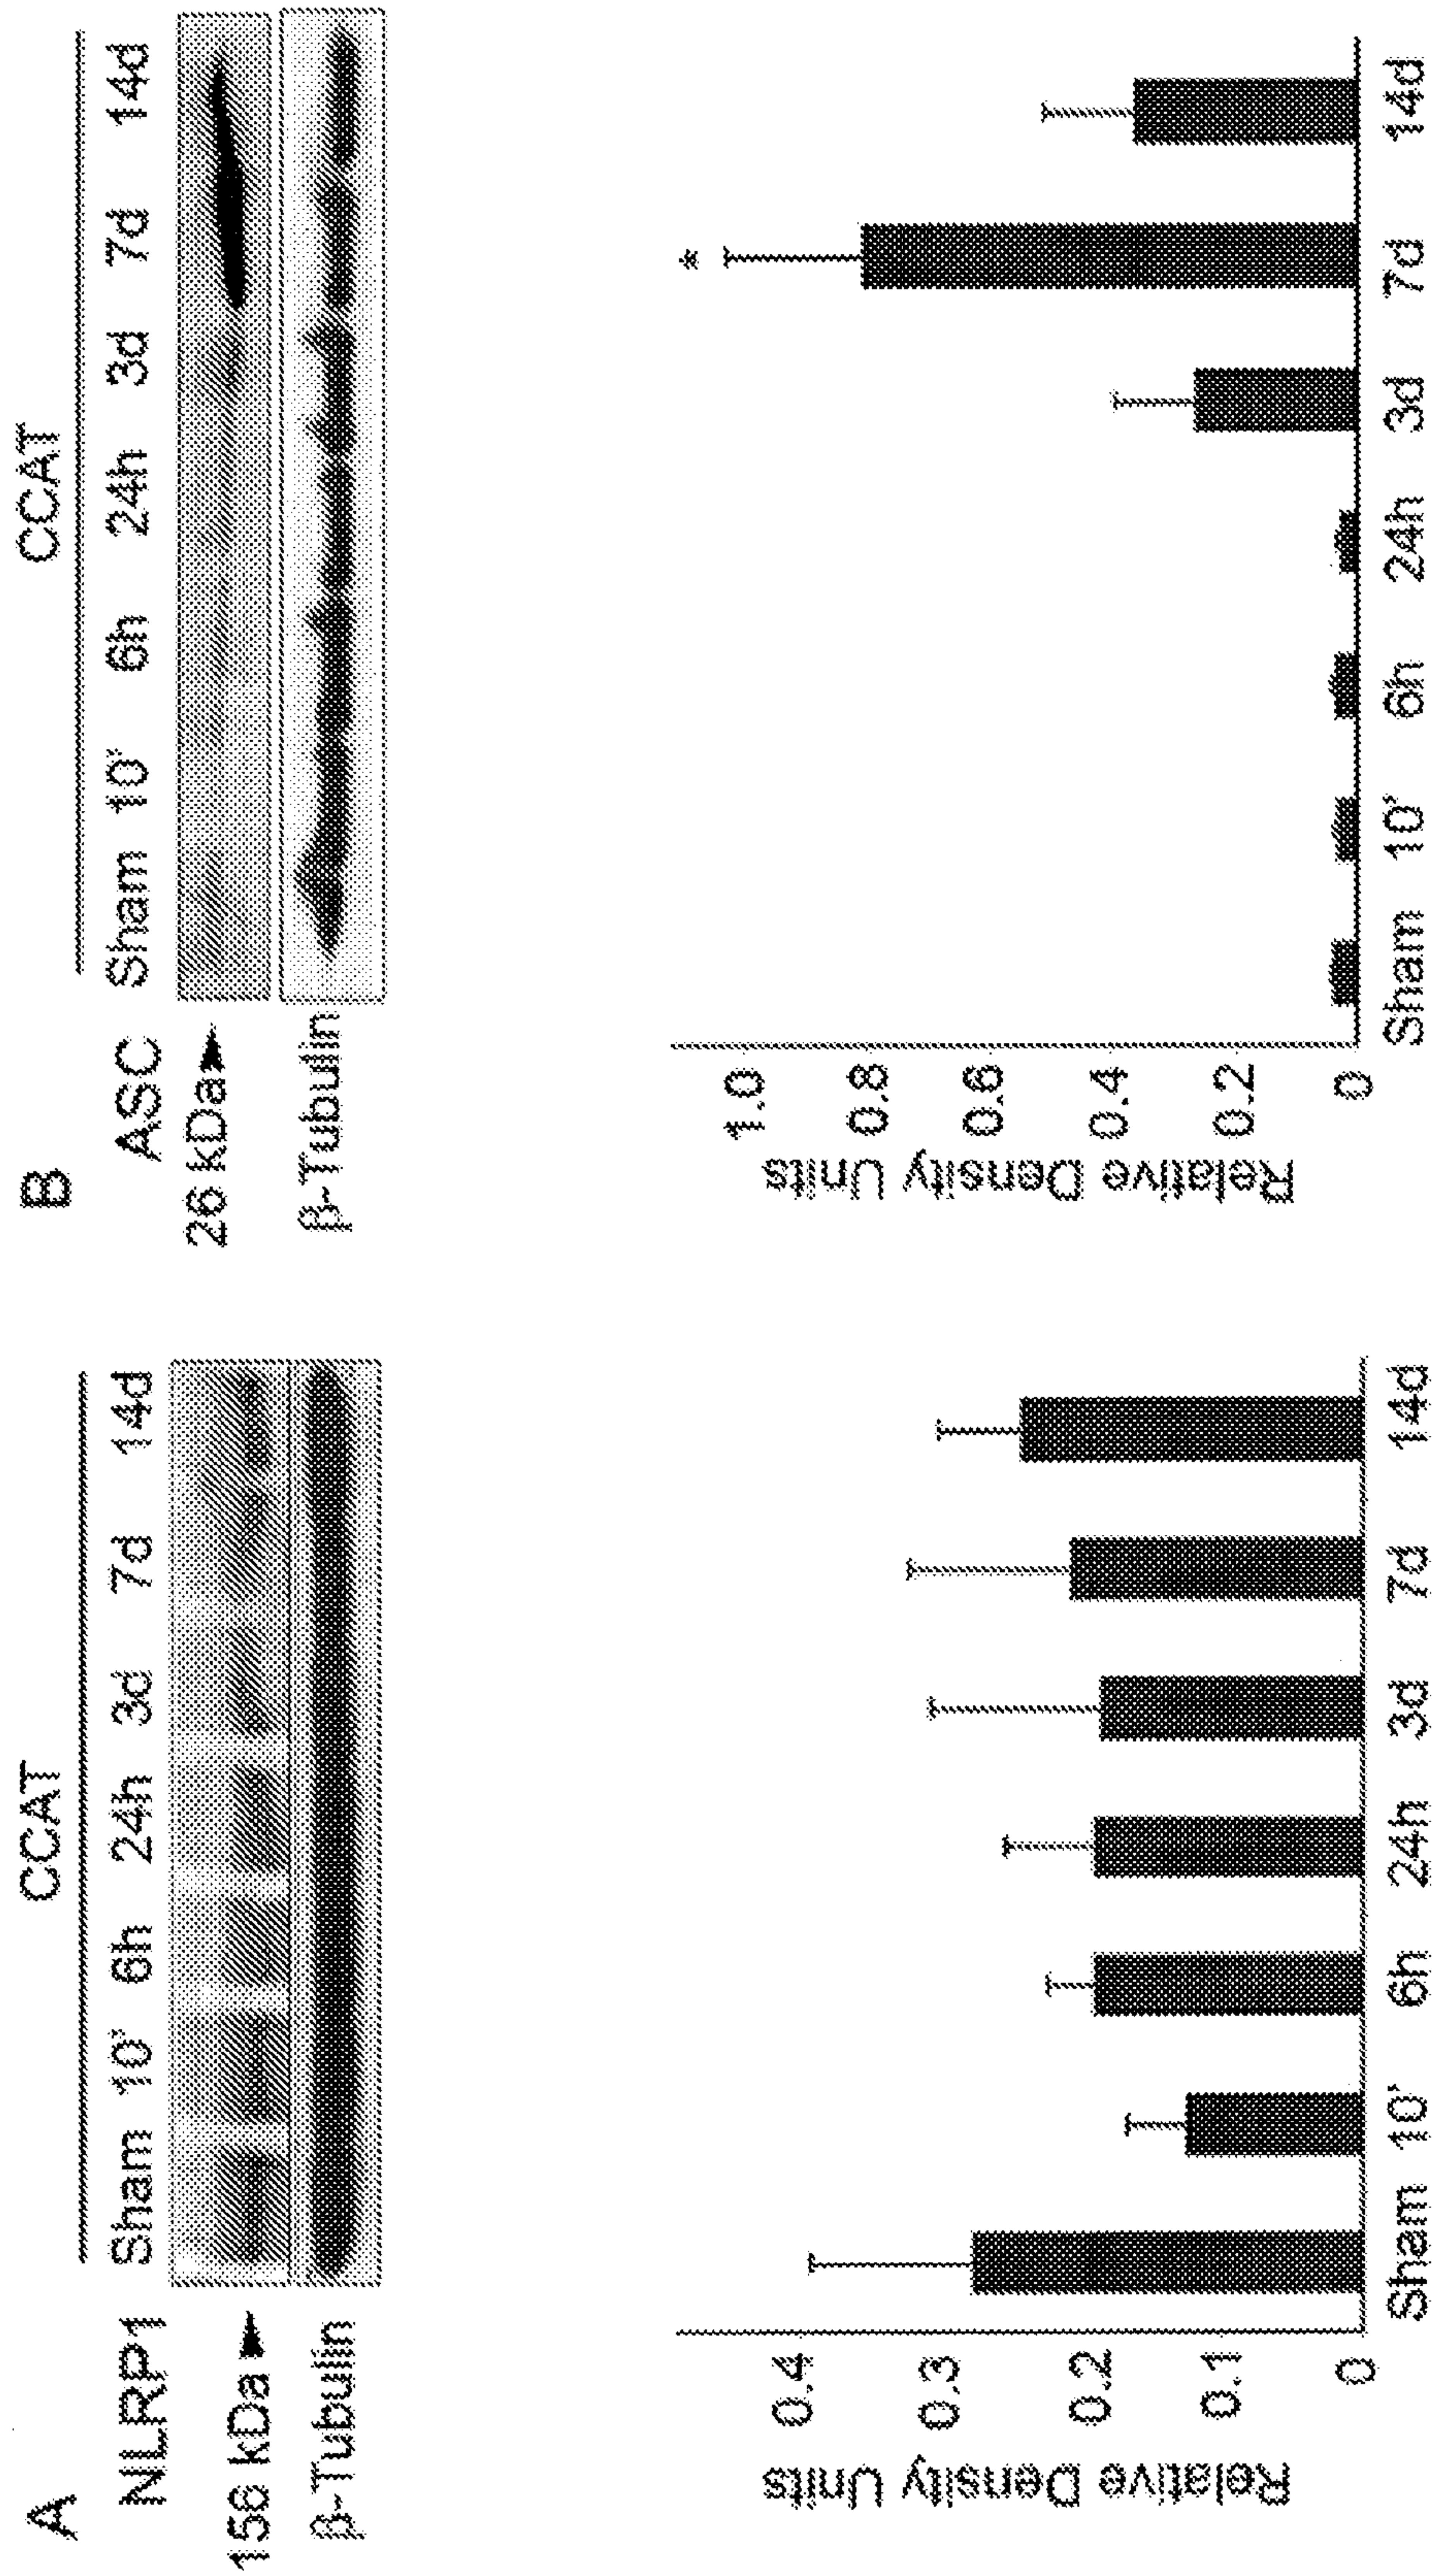 A
CCAT
NLRP1 Sham 10' 6h 24h 3d 7d 14d
156 kDa
β-Tubulin
Relative Density Units
0.4
0.3
0.2
0.1
0
Sham 10' 6h 24h 3d 7d 14d
B
CCAT
ASC Sham 10' 6h 24h 3d 7d 14d
26 kDa
β-Tubulin
Relative Density Units
1.0
0.8
0.6
0.4
0.2
0
*
Sham 10' 6h 24h 3d 7d 14d